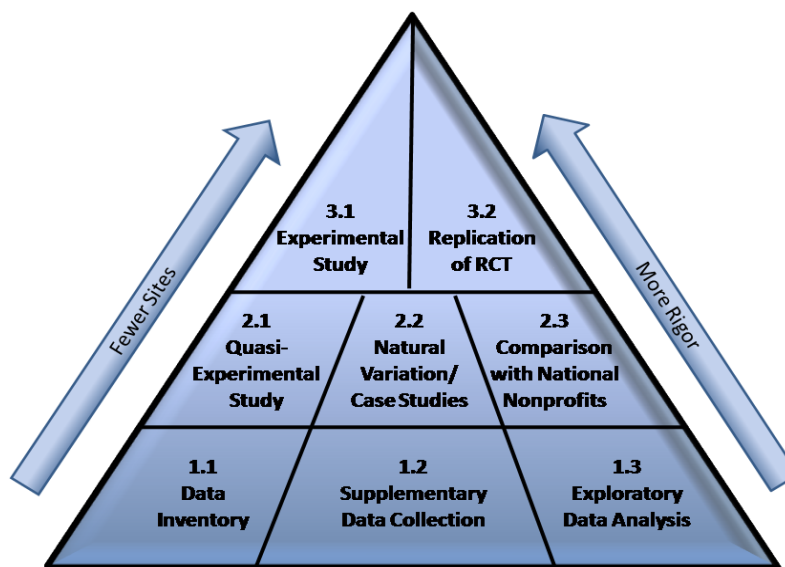 3.1
Experimental
Study
3.2
Replication
of RCT
Fewer Sites
More Rigor
2.1
Quasi-
Experimental
Study
2.2
Natural
Variation/
Case Studies
2.3
Comparison
with National
Nonprofits
1.1
Data
Inventory
1.2
Supplementary
Data Collection
1.3
Exploratory
Data Analysis